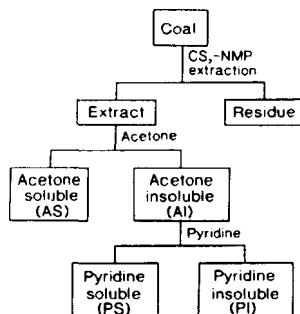 Coal
CS,-NMP
extraction
Extract
Residue
Acetone
Acetone
soluble
(AS)
Acetone
insoluble
(AI)
Pyridine
Pyridine
soluble
(PS)
Pyridine
insoluble
(PI)